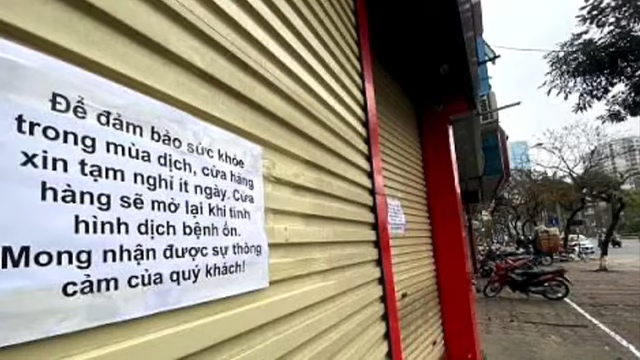 Để đảm bảo sức khỏe
trong mùa dịch, cửa hàng
xin tạm nghỉ ít ngày. Cửa
hàng sẽ mở lại khi tình
hình dịch bệnh ổn.
Mong nhận được sự thông
cảm của quý khách!